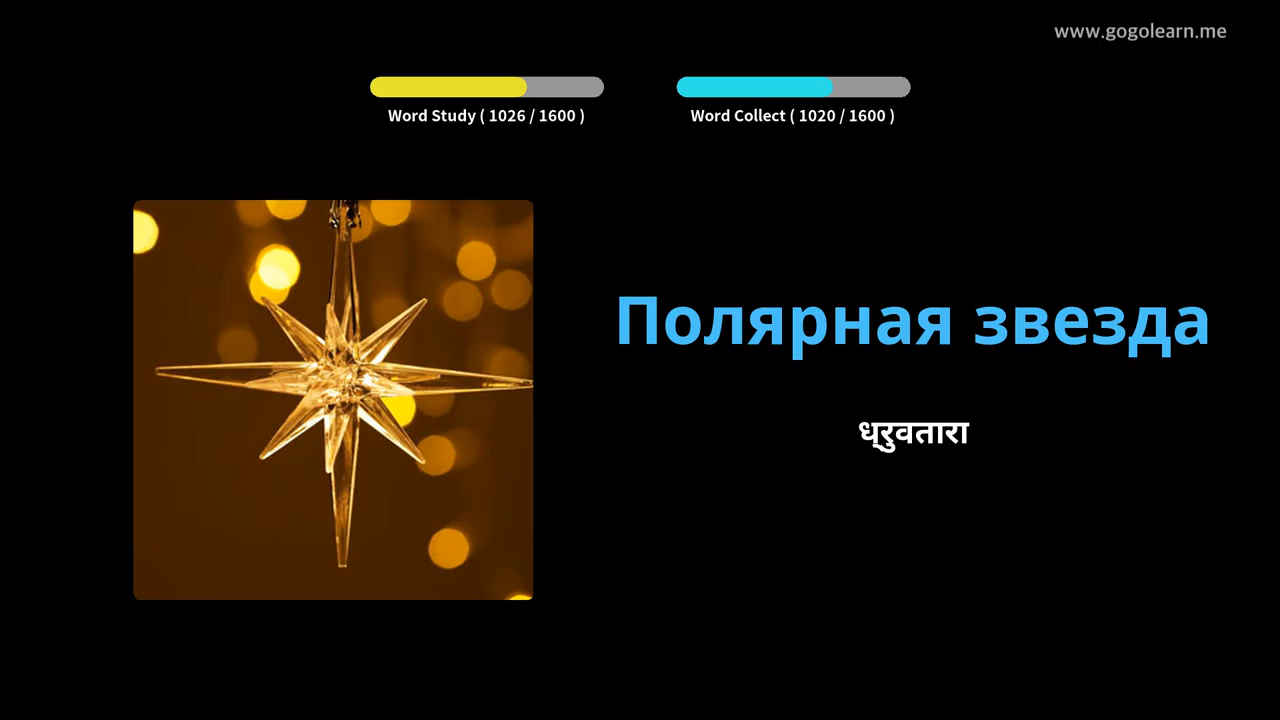 www.gogolearn.me
Word Study ( 1026 / 1600 )
Word Collect ( 1020 / 1600 )
Полярная звезда
ध्रुवतारा